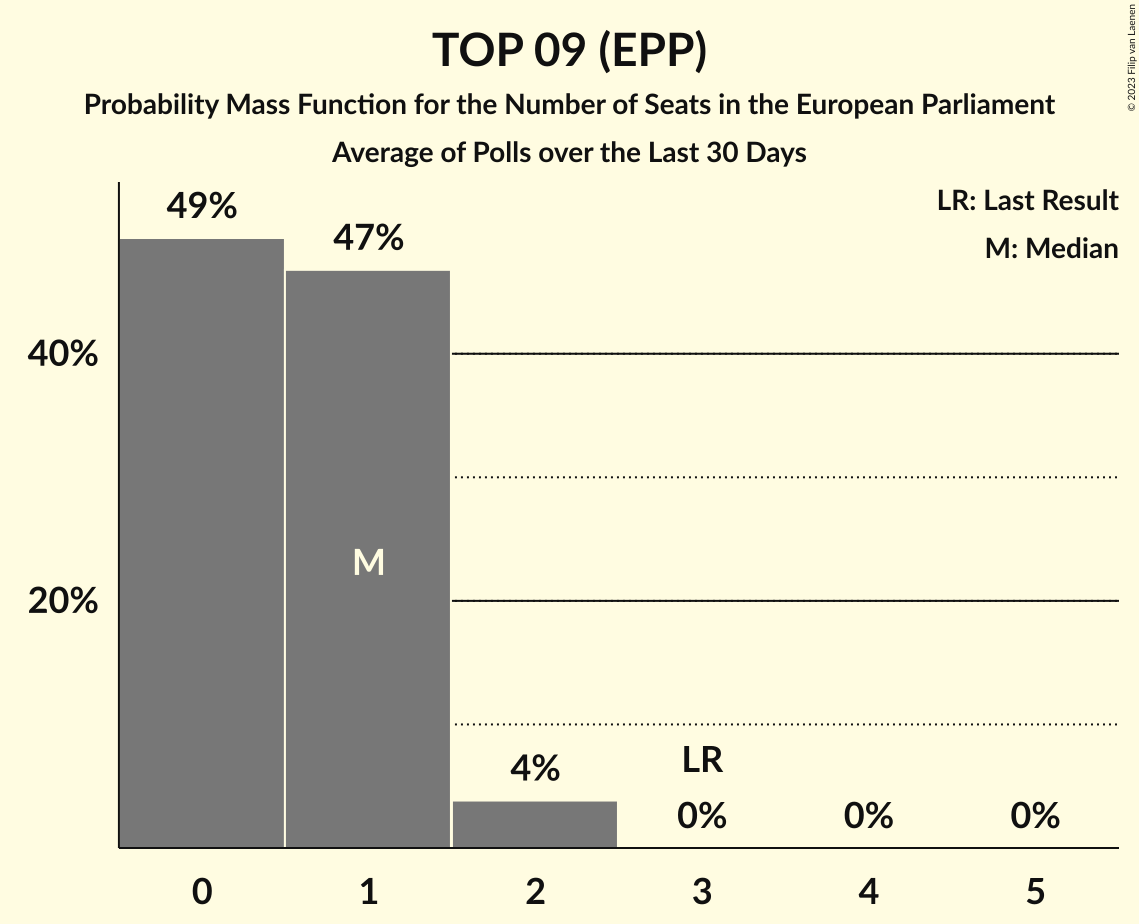 TOP 09 (EPP)
Probability Mass Function for the Number of Seats in the European Parliament
Average of Polls over the Last 30 Days
© 2023 Filip van Laenen
LR: Last Result
M: Median
49%
47%
40%
M
20%
4%
LR
0%
0%
0%
0
1
2
3
4
5